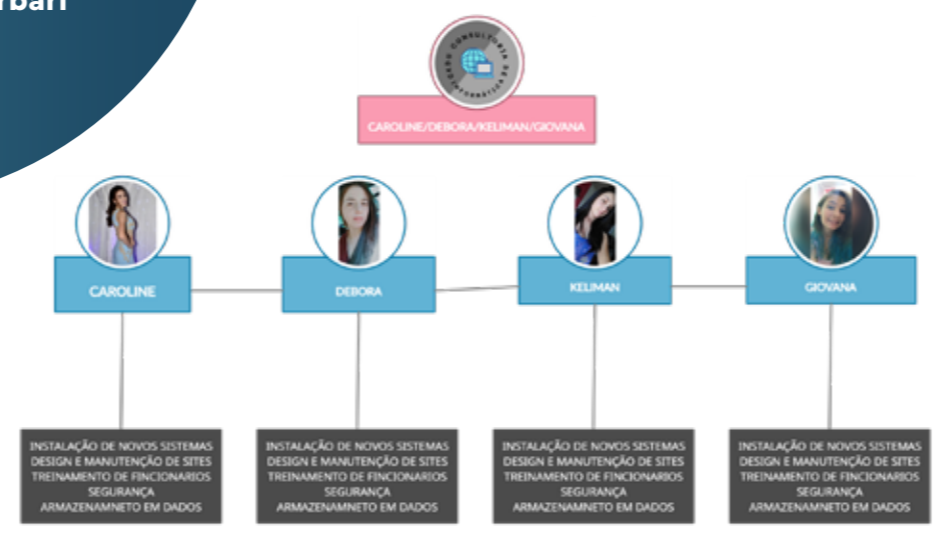 rbari
CONSULTORIA
CAROLINE/DEBORA/KELIMAN/GIOVANA
CAROLINE
DEBORA
KELIMAN
GIOVANA
INSTALAÇÃO DE NOVOS SISTEMAS
DESIGN E MANUTENÇÃO DE SITES
TREINAMENTO DE FINCIONARIOS
SEGURANÇA
ARMAZENAMNETO EM DADOS
INSTALAÇÃO DE NOVOS SISTEMAS
DESIGN E MANUTENÇÃO DE SITES
TREINAMENTO DE FINCIONARIOS
SEGURANÇA
ARMAZENAMNETO EM DADOS
INSTALAÇÃO DE NOVOS SISTEMAS
DESIGN E MANUTENÇÃO DE SITES
TREINAMENTO DE FINCIONARIOS
SEGURANÇA
ARMAZENAMNETO EM DADOS
INSTALAÇÃO DE NOVOS SISTEMAS
DESIGN E MANUTENÇÃO DE SITES
TREINAMENTO DE FINCIONARIOS
SEGURANÇA
ARMAZENAMNETO EM DADOS